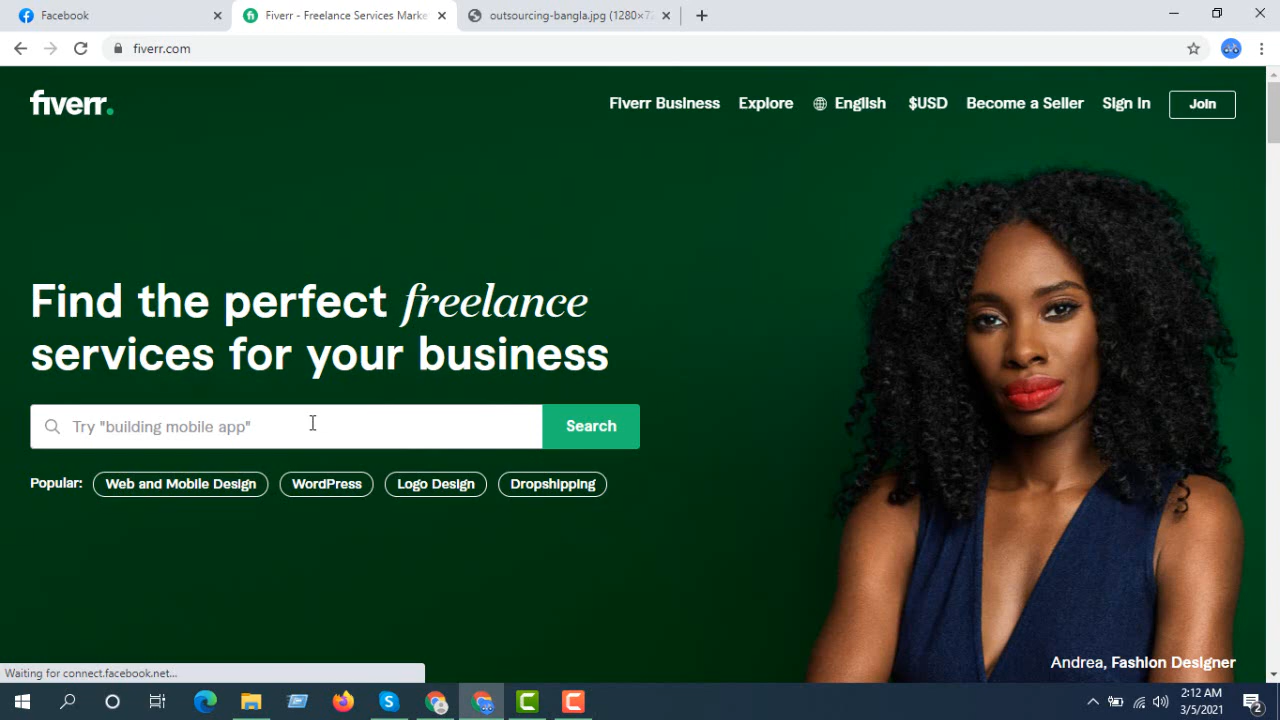 Facebook
Fiverr - Freelance Services Marke
outsourcing-bangla.jpg (1280×72
fiverr.com
fiverr.
Fiverr Business
Explore
English
$USD
Become a Seller
Sign In
Join
Find the perfect freelance
services for your business
Try "building mobile app"
Search
Popular:
Web and Mobile Design
WordPress
Logo Design
Dropshipping
Andrea, Fashion Designer
Waiting for connect.facebook.net...
2:12 AM
3/5/2021
2